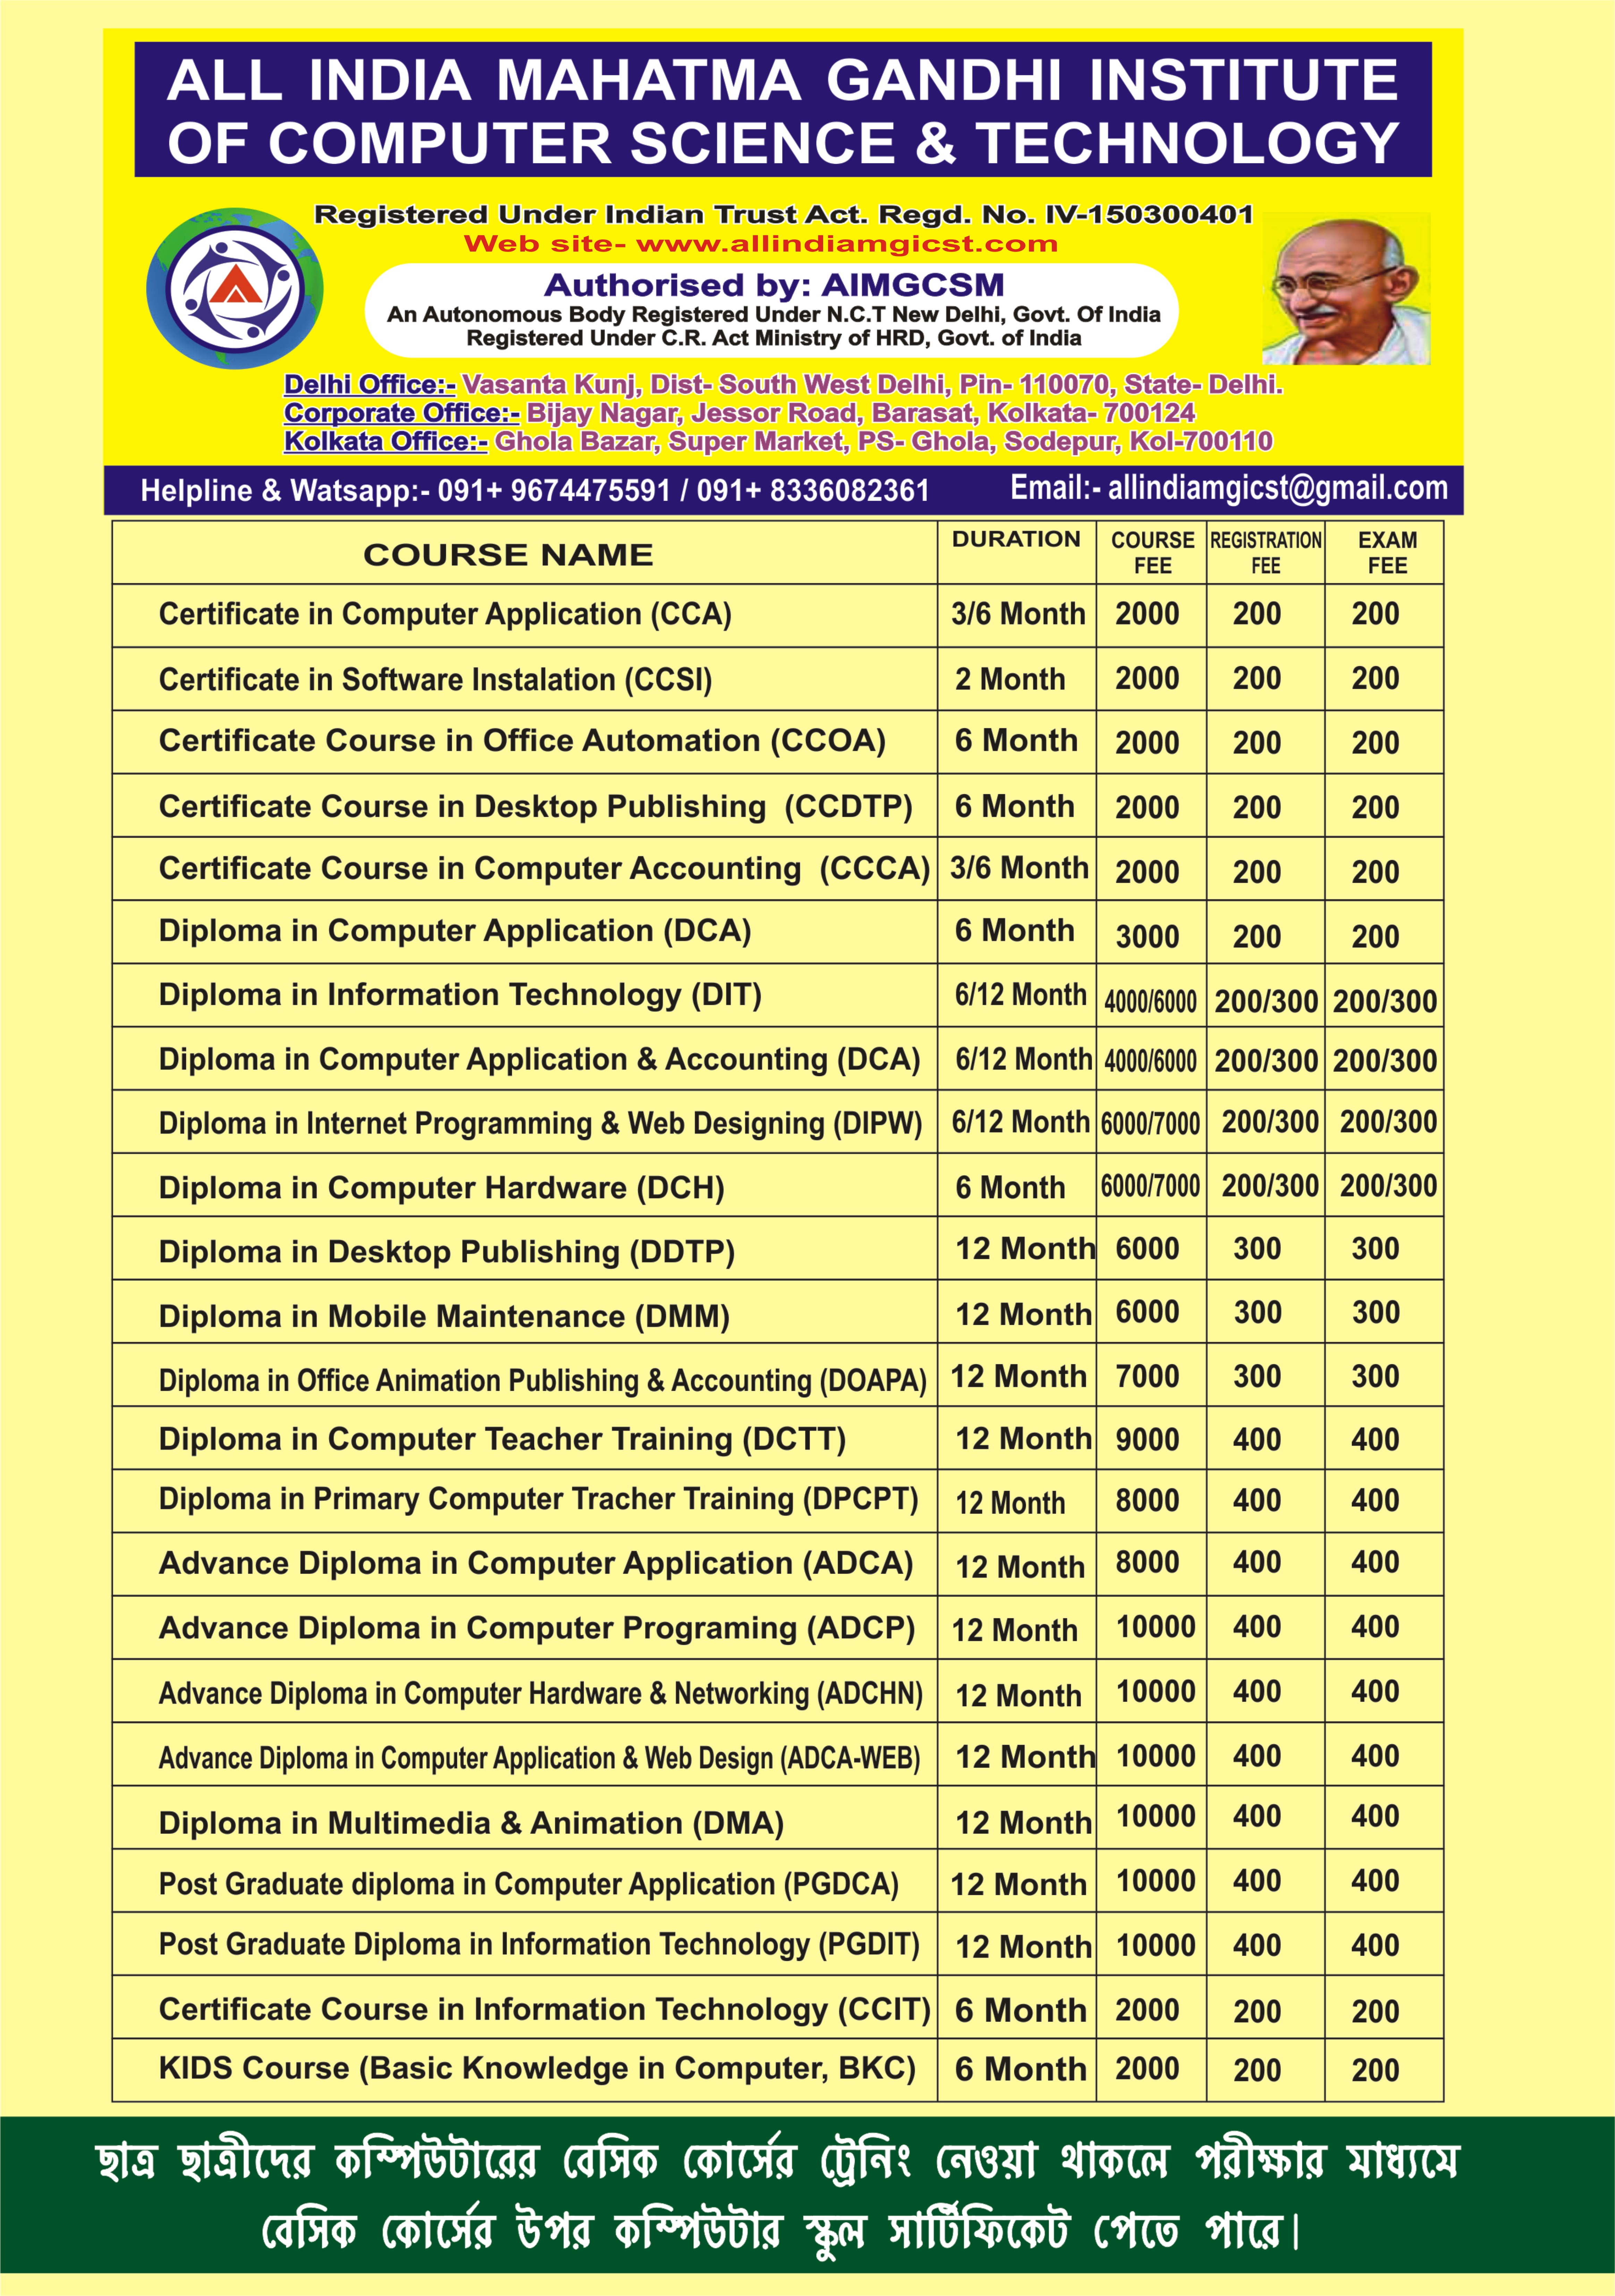 ALL INDIA MAHATMA GANDHI INSTITUTE
OF COMPUTER SCIENCE & TECHNOLOGY
Registered Under Indian Trust Act. Regd. No. IV-150300401
Web site- www.allindiamgicst.com
Authorised by: AIMGCSM
An Autonomous Body Registered Under N.C.T New Delhi, Govt. Of India
Registered Under C.R. Act Ministry of HRD, Govt. of India
Delhi Office:- Vasanta Kunj, Dist- South West Delhi, Pin- 110070, State- Delhi.
Corporate Office:- Bijay Nagar, Jessor Road, Barasat, Kolkata- 700124
Kolkata Office:- Ghola Bazar, Super Market, PS- Ghola, Sodepur, Kol-700110
Helpline & Watsapp:- 091+ 9674475591 / 091+ 8336082361 Email:- allindiamgicst@gmail.com
COURSE NAME DURATION COURSE FEE REGISTRATION FEE EXAM FEE
Certificate in Computer Application (CCA) 3/6 Month 2000 200 200
Certificate in Software Instalation (CCSI) 2 Month 2000 200 200
Certificate Course in Office Automation (CCOA) 6 Month 2000 200 200
Certificate Course in Desktop Publishing (CCDTP) 6 Month 2000 200 200
Certificate Course in Computer Accounting (CCCA) 3/6 Month 2000 200 200
Diploma in Computer Application (DCA) 6 Month 3000 200 200
Diploma in Information Technology (DIT) 6/12 Month 4000/6000 200/300 200/300
Diploma in Computer Application & Accounting (DCA) 6/12 Month 4000/6000 200/300 200/300
Diploma in Internet Programming & Web Designing (DIPW) 6/12 Month 6000/7000 200/300 200/300
Diploma in Computer Hardware (DCH) 6 Month 6000/7000 200/300 200/300
Diploma in Desktop Publishing (DDTP) 12 Month 6000 300 300
Diploma in Mobile Maintenance (DMM) 12 Month 6000 300 300
Diploma in Office Animation Publishing & Accounting (DOAPA) 12 Month 7000 300 300
Diploma in Computer Teacher Training (DCTT) 12 Month 9000 400 400
Diploma in Primary Computer Tracher Training (DPCPT) 12 Month 8000 400 400
Advance Diploma in Computer Application (ADCA) 12 Month 8000 400 400
Advance Diploma in Computer Programing (ADCP) 12 Month 10000 400 400
Advance Diploma in Computer Hardware & Networking (ADCHN) 12 Month 10000 400 400
Advance Diploma in Computer Application & Web Design (ADCA-WEB) 12 Month 10000 400 400
Diploma in Multimedia & Animation (DMA) 12 Month 10000 400 400
Post Graduate diploma in Computer Application (PGDCA) 12 Month 10000 400 400
Post Graduate Diploma in Information Technology (PGDIT) 12 Month 10000 400 400
Certificate Course in Information Technology (CCIT) 6 Month 2000 200 200
KIDS Course (Basic Knowledge in Computer, BKC) 6 Month 2000 200 200
ছাত্র ছাত্রীদের কম্পিউটারের বেসিক কোর্সের ট্রেনিং নেওয়া থাকলে পরীক্ষার মাধ্যমে
বেসিক কোর্সের উপর কম্পিউটার স্কুল সার্টিফিকেট পেতে পারে।